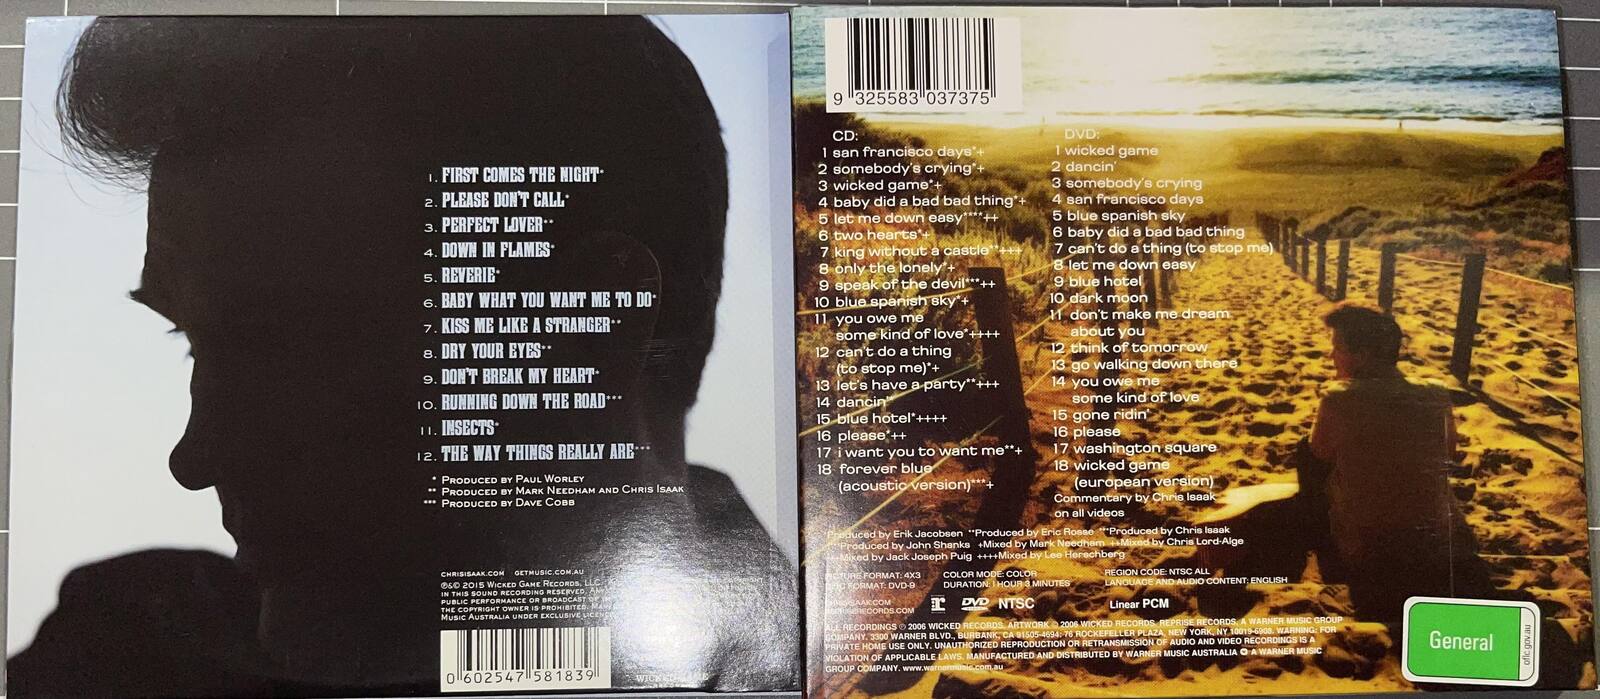 1. FIRST COMES THE NIGHT*
2. PLEASE DON'T CALL*
3. PERFECT LOVER**
4. DOWN IN FLAMES*
5. REVERIE*
6. BABY WHAT YOU WANT ME TO DO*
7. KISS ME LIKE A STRANGER**
8. DRY YOUR EYES**
9. DON'T BREAK MY HEART*
10. RUNNING DOWN THE ROAD***
11. INSECTS*
12. THE WAY THINGS REALLY ARE***
* PRODUCED BY PAUL WORLEY
** PRODUCED BY MARK NEEDHAM AND CHRIS ISAAK
*** PRODUCED BY DAVE COBB
CHRISISAAK.COM GETMUSIC.COM.AU
℗© 2015 WICKED GAME RECORDS, LLC
IN THIS SOUND RECORDING RESERVED.
PUBLIC PERFORMANCE OR BROADCAST OF
THE COPYRIGHT OWNER IS PROHIBITED.
MUSIC AUSTRALIA UNDER EXCLUSIVE
0 602547 581839
9 325583 037375
CD:
1 san francisco days*+
2 somebody's crying*+
3 wicked game*+
4 baby did a bad bad thing*+
5 let me down easy****++
6 two hearts*+
7 king without a castle**+++
8 only the lonely*+
9 speak of the devil***++
10 blue spanish sky*+
11 you owe me
some kind of love*++++
12 can't do a thing
(to stop me)*+
13 let's have a party**+++
14 dancin'*
15 blue hotel*++++
16 please*++
17 i want you to want me**+
18 forever blue
(acoustic version)***+
DVD:
1 wicked game
2 dancin'
3 somebody's crying
4 san francisco days
5 blue spanish sky
6 baby did a bad bad thing
7 can't do a thing (to stop me)
8 let me down easy
9 blue hotel
10 dark moon
11 don't make me dream
about you
12 think of tomorrow
13 go walking down there
14 you owe me
some kind of love
15 gone ridin'
16 please
17 washington square
18 wicked game
(european version)
Commentary by Chris Isaak
on all videos
*Produced by Erik Jacobsen **Produced by Eric Rosse ***Produced by Chris Isaak
****Produced by John Shanks +Mixed by Mark Needham ++Mixed by Chris Lord-Alge
+++Mixed by Jack Joseph Puig ++++Mixed by Lee Herschberg
PICTURE FORMAT: 4X3 COLOR MODE: COLOR REGION CODE: NTSC ALL
DISC FORMAT: DVD-9 DURATION: 1 HOUR 3 MINUTES LANGUAGE AND AUDIO CONTENT: ENGLISH
CHRISISAAK.COM
REPRISERECORDS.COM
r DVD VIDEO NTSC Linear PCM
ALL RECORDINGS ℗ 2006 WICKED RECORDS. ARTWORK © 2006 WICKED RECORDS. REPRISE RECORDS. A WARNER MUSIC GROUP
COMPANY. 3300 WARNER BLVD., BURBANK, CA 91505-4694; 76 ROCKEFELLER PLAZA, NEW YORK, NY 10019-6908. WARNING: FOR
PRIVATE HOME USE ONLY. UNAUTHORIZED REPRODUCTION OR RETRANSMISSION OF AUDIO AND VIDEO RECORDINGS IS A
VIOLATION OF APPLICABLE LAWS. MANUFACTURED AND DISTRIBUTED BY WARNER MUSIC AUSTRALIA A WARNER MUSIC
GROUP COMPANY. www.warnermusic.com.au
General
oflc.gov.au